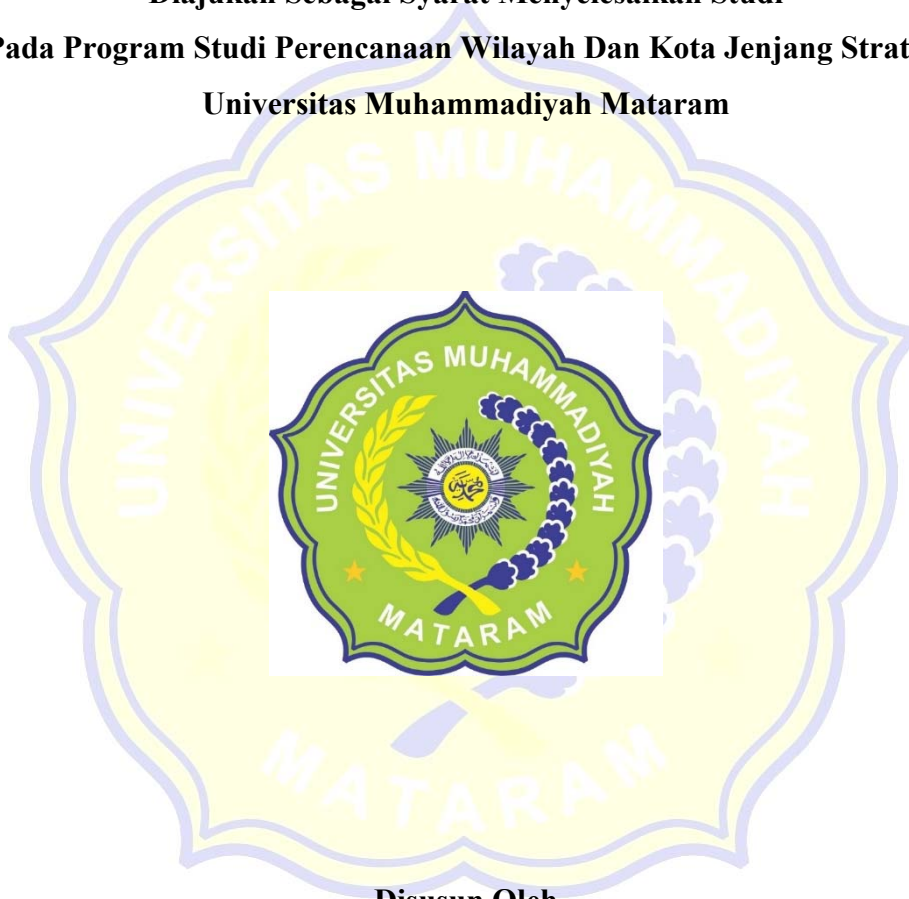 Diajukan Sebagai Syarat Menyelesaikan Studi
Pada Program Studi Perencanaan Wilayah Dan Kota Jenjang Strat
Universitas Muhammadiyah Mataram
UNIVERSITAS MUHAMMADIYAH
MATARAM
UNIVERSITAS MUHAMMADIYAH
MATARAM
Disusun Oleh